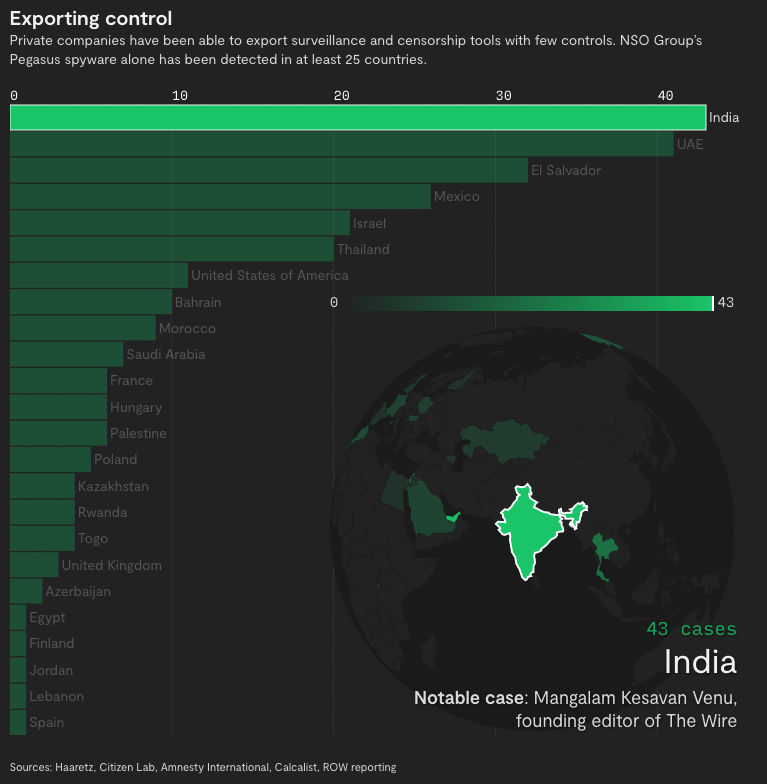 Exporting control
Private companies have been able to export surveillance and censorship tools with few controls. NSO Group's
Pegasus spyware alone has been detected in at least 25 countries.
0 10 20 30 40
India
UAE
El Salvador
Mexico
Israel
Thailand
United States of America
Bahrain
0 43
Morocco
Saudi Arabia
France
Hungary
Palestine
Poland
Kazakhstan
Rwanda
Togo
United Kingdom
Azerbaijan
Egypt
Finland
Jordan
Lebanon
Spain
43 cases
India
Notable case: Mangalam Kesavan Venu,
founding editor of The Wire
Sources: Haaretz, Citizen Lab, Amnesty International, Calcalist, ROW reporting